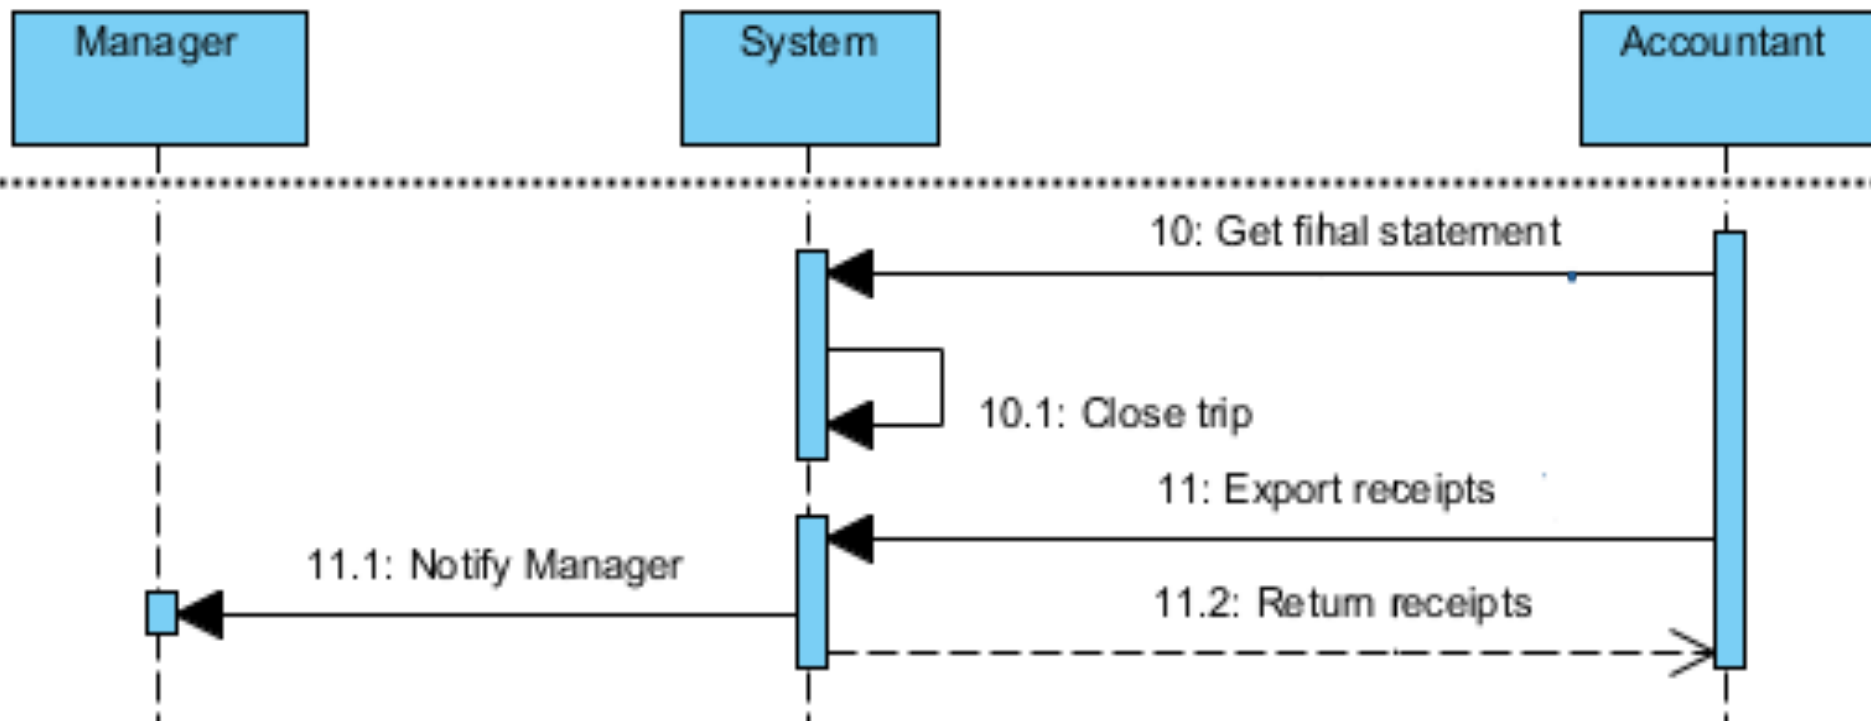 Manager
System
Accountant
10: Get fihal statement
10.1: Close trip
11: Export receipts
11.1: Notify Manager
11.2: Return receipts